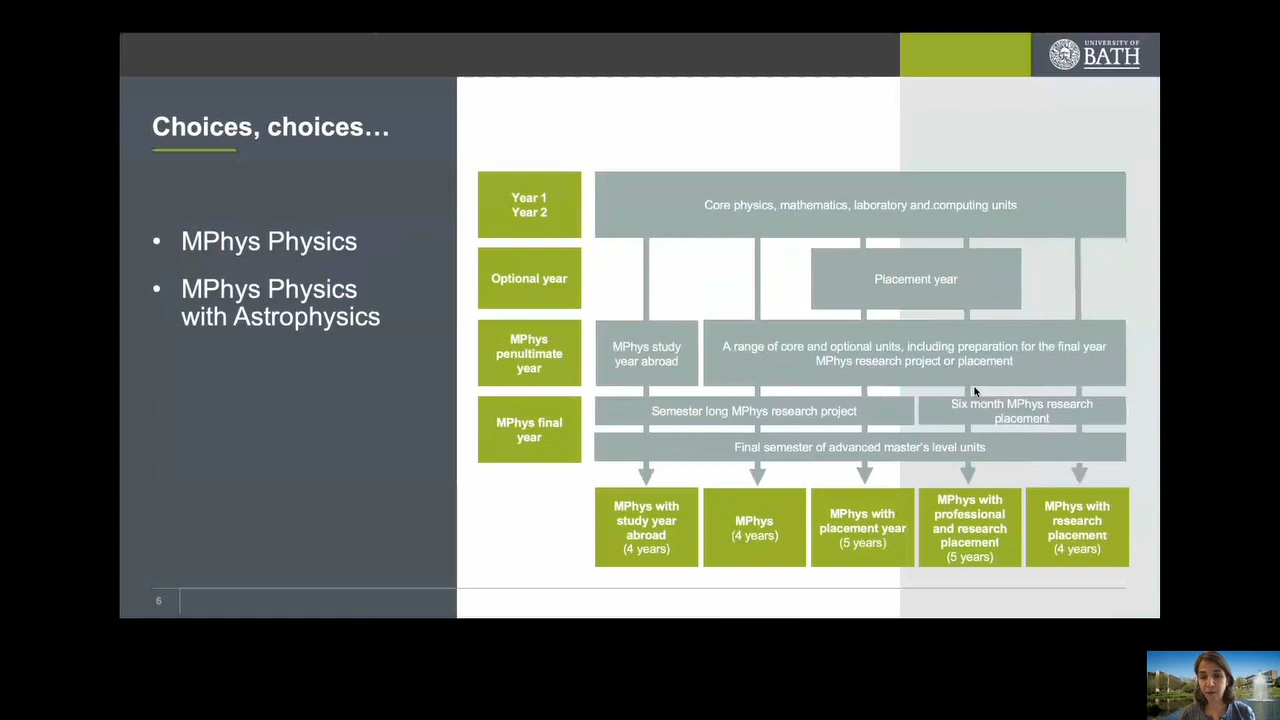 UNIVERSITY OF
BATH
Choices, choices…
• MPhys Physics
• MPhys Physics
with Astrophysics
Year 1
Year 2
Core physics, mathematics, laboratory and computing units
Optional year
Placement year
MPhys
penultimate
year
MPhys study
year abroad
A range of core and optional units, including preparation for the final year
MPhys research project or placement
MPhys final
year
Semester long MPhys research project
Six month MPhys research
placement
Final semester of advanced master's level units
MPhys with
study year
abroad
(4 years)
MPhys
(4 years)
MPhys with
placement year
(5 years)
MPhys with
professional
and research
placement
(5 years)
MPhys with
research
placement
(4 years)
6